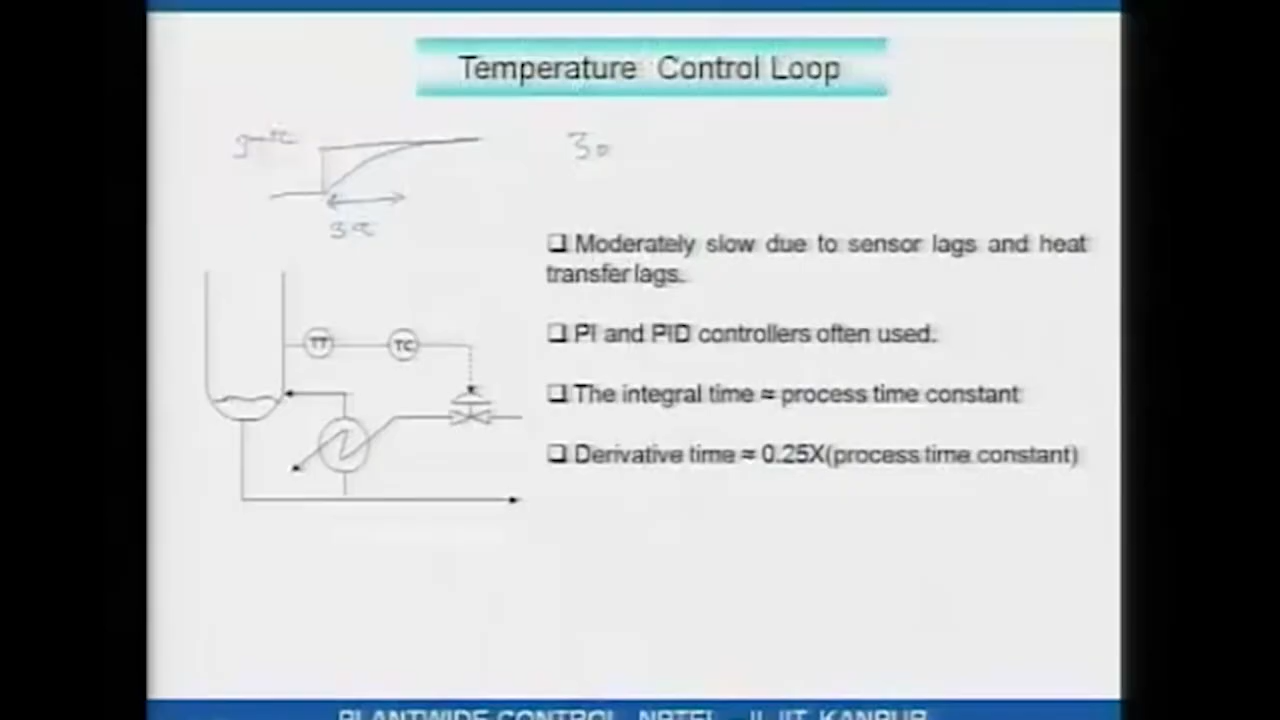 Temperature Control Loop
3τ
❑ Moderately slow due to sensor lags and heat
transfer lags.
❑ PI and PID controllers often used.
❑ The integral time ≈ process time constant
❑ Derivative time ≈ 0.25X(process time constant)
TT
TC